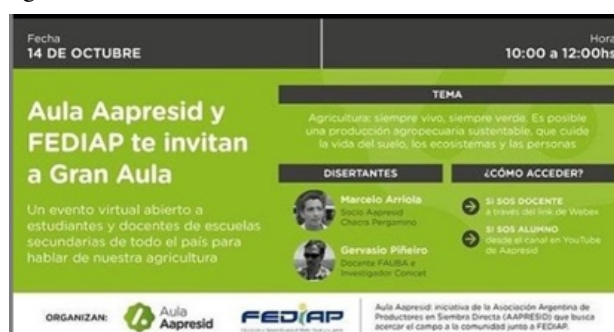 Fecha
14 DE OCTUBRE
Hora
10:00 a 12:00hs
Aula Aapresid y
FEDIAP te invitan
a Gran Aula
Un evento virtual abierto a
estudiantes y docentes de escuelas
secundarias de todo el país para
hablar de nuestra agricultura
TEMA
Agricultura: siempre vivo, siempre verde. Es posible
una producción agropecuaria sustentable, que cuide
la vida del suelo, los ecosistemas y las personas
DISERTANTES
Marcelo Arriola
Socio Aapresid
Chacra Pergamino
Gervasio Piñeiro
Docente FAUBA e
Investigador Conicet
¿CÓMO ACCEDER?
SI SOS DOCENTE
a través del link de Webex
SI SOS ALUMNO
desde el canal en YouTube
de Aapresid
ORGANIZAN:
Aula
Aapresid
FEDIAP
Aula Aapresid: iniciativa de la Asociación Argentina de
Productores en Siembra Directa (AAPRESID) que busca
acercar el campo a la comunidad junto a FEDIAP.